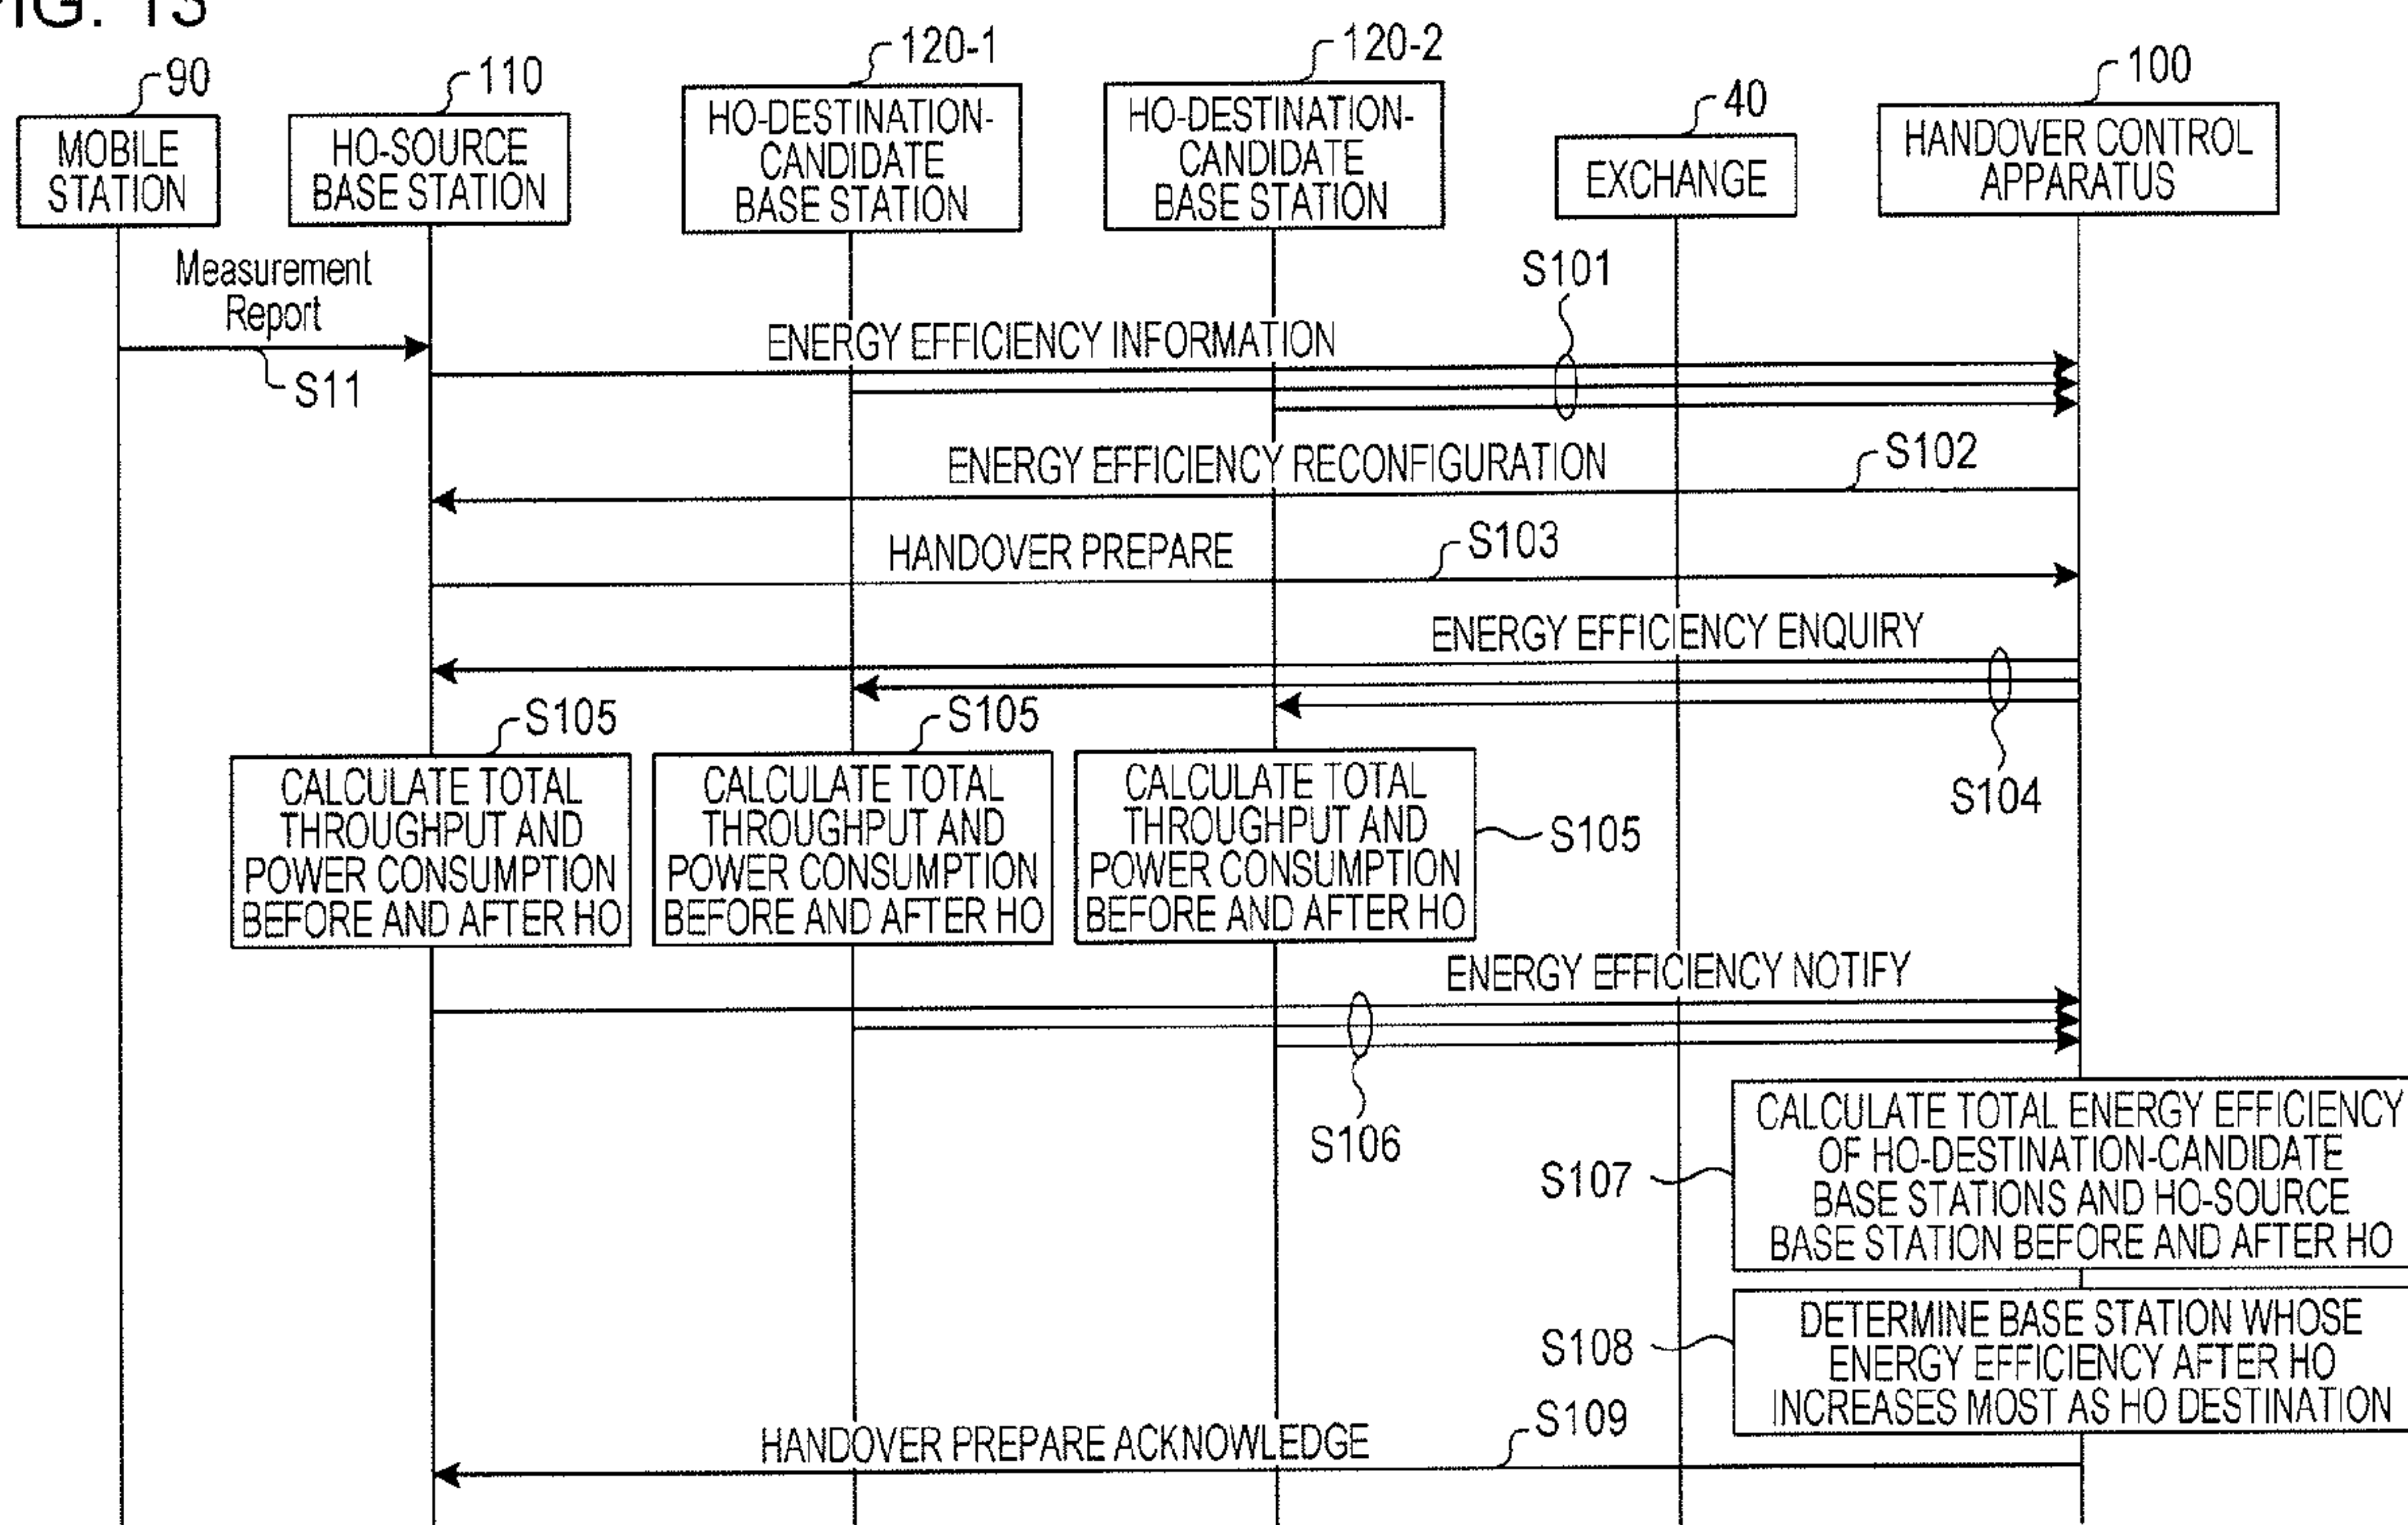 FIG. 13
90
110
120-1
120-2
40
100
MOBILE
STATION
HO-SOURCE
BASE STATION
HO-DESTINATION-
CANDIDATE
BASE STATION
HO-DESTINATION-
CANDIDATE
BASE STATION
EXCHANGE
HANDOVER CONTROL
APPARATUS
Measurement
Report
S11
ENERGY EFFICIENCY INFORMATION
S101
ENERGY EFFICIENCY RECONFIGURATION
S102
HANDOVER PREPARE
S103
ENERGY EFFICIENCY ENQUIRY
S104
S105
CALCULATE TOTAL
THROUGHPUT AND
POWER CONSUMPTION
BEFORE AND AFTER HO
S105
CALCULATE TOTAL
THROUGHPUT AND
POWER CONSUMPTION
BEFORE AND AFTER HO
CALCULATE TOTAL
THROUGHPUT AND
POWER CONSUMPTION
BEFORE AND AFTER HO
S105
ENERGY EFFICIENCY NOTIFY
S106
S107
CALCULATE TOTAL ENERGY EFFICIENCY
OF HO-DESTINATION-CANDIDATE
BASE STATIONS AND HO-SOURCE
BASE STATION BEFORE AND AFTER HO
S108
DETERMINE BASE STATION WHOSE
ENERGY EFFICIENCY AFTER HO
INCREASES MOST AS HO DESTINATION
HANDOVER PREPARE ACKNOWLEDGE
S109